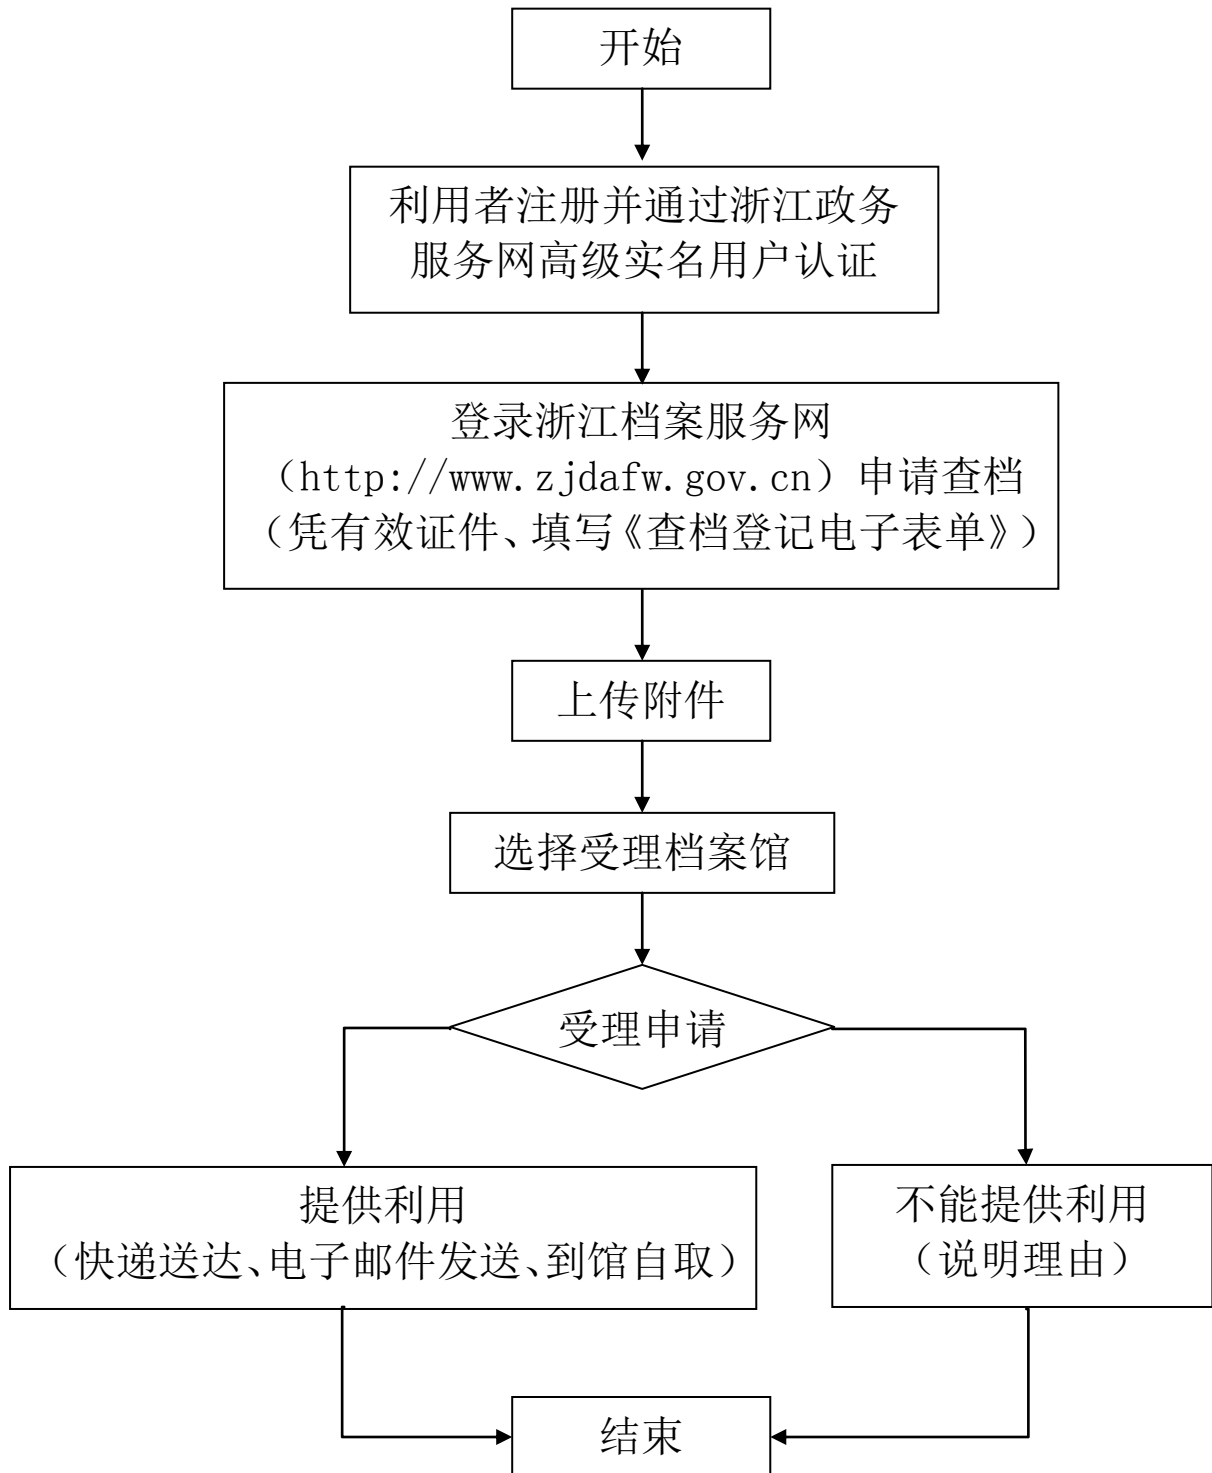 开始
利用者注册并通过浙江政务
服务网高级实名用户认证
登录浙江档案服务网
（http://www.zjdafw.gov.cn）申请查档
（凭有效证件、填写《查档登记电子表单》）
上传附件
选择受理档案馆
受理申请
提供利用
（快递送达、电子邮件发送、到馆自取）
不能提供利用
（说明理由）
结束